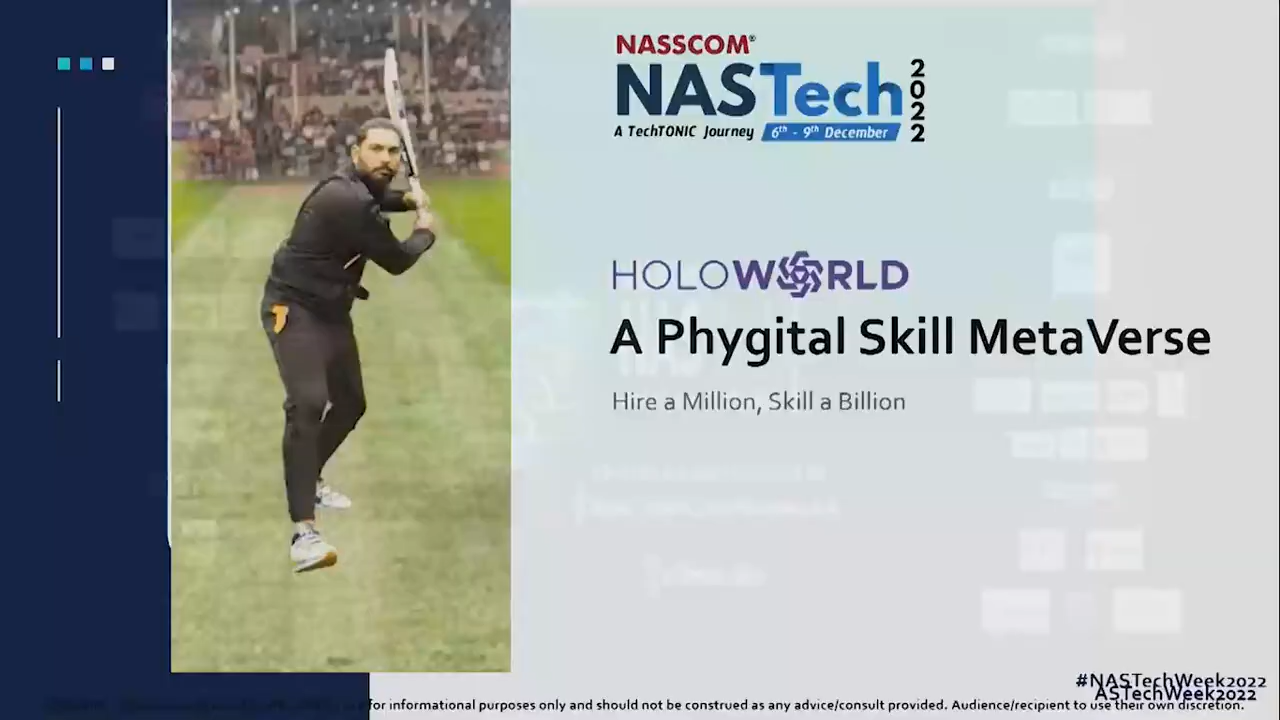 NASSCOM®
NASTech 2022
A TechTONIC Journey 6th - 9th December
HOLOWORLD
A Phygital Skill MetaVerse
Hire a Million, Skill a Billion
#NASTechWeek2022
ASTechWeek2022
for informational purposes only and should not be construed as any advice/consult provided. Audience/recipient to use their own discretion.